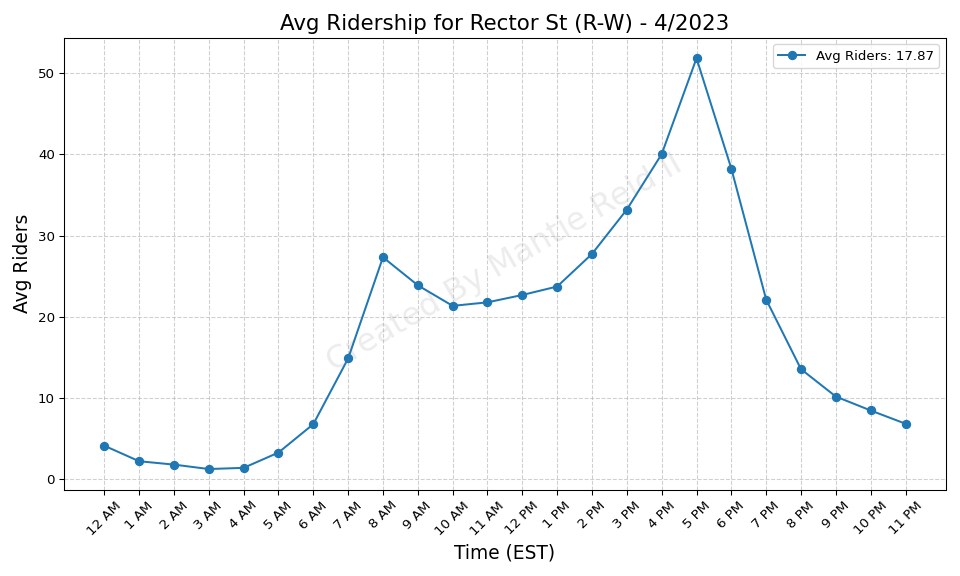 Avg Ridership for Rector St (R-W) - 4/2023
Avg Riders: 17.87
50
40
30
20
10
0
Avg Riders
Created By Mantie Reid II
12 AM
1 AM
2 AM
3 AM
4 AM
5 AM
6 AM
7 AM
8 AM
9 AM
10 AM
11 AM
12 PM
1 PM
2 PM
3 PM
4 PM
5 PM
6 PM
7 PM
8 PM
9 PM
10 PM
11 PM
Time (EST)